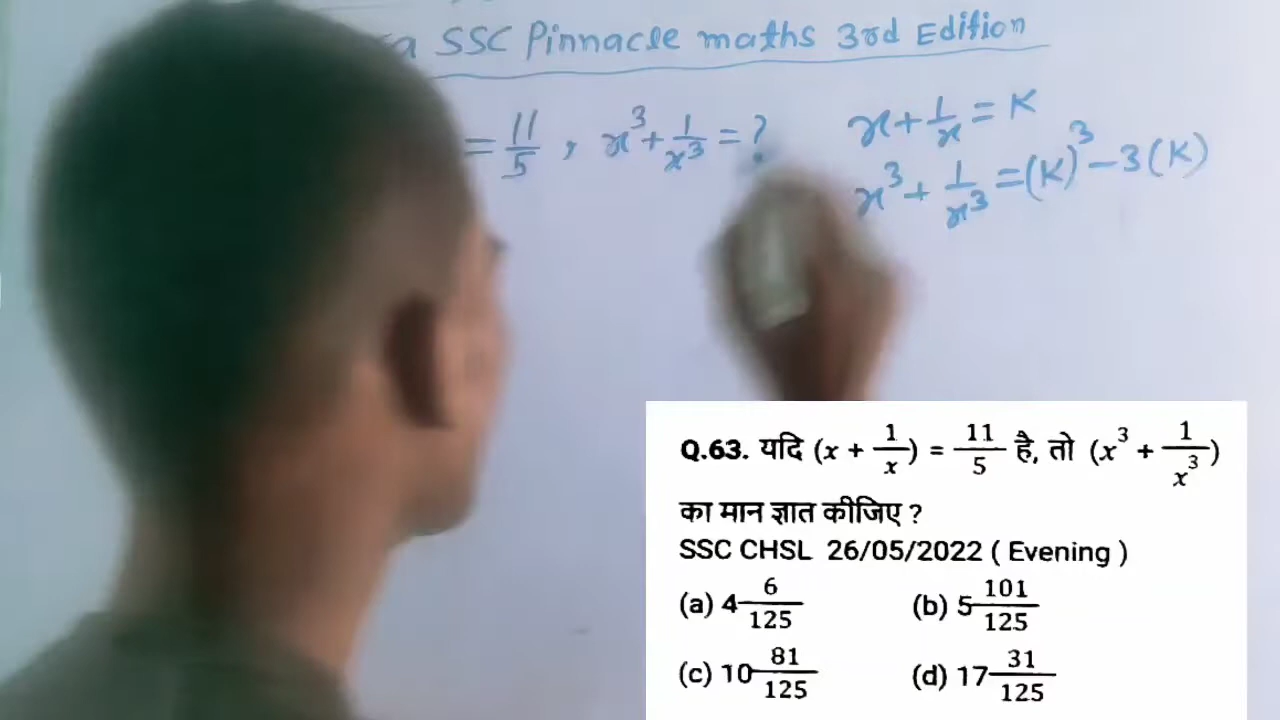 SSC Pinnacle maths 3rd Edition
= 11/5 , x³ + 1/x³ = ?
x + 1/x = K
x³ + 1/x³ = (K)³ - 3(K)
Q.63. यदि (x + 1/x) = 11/5 है, तो (x³ + 1/x³)
का मान ज्ञात कीजिए ?
SSC CHSL 26/05/2022 ( Evening )
(a) 4 6/125 (b) 5 101/125
(c) 10 81/125 (d) 17 31/125